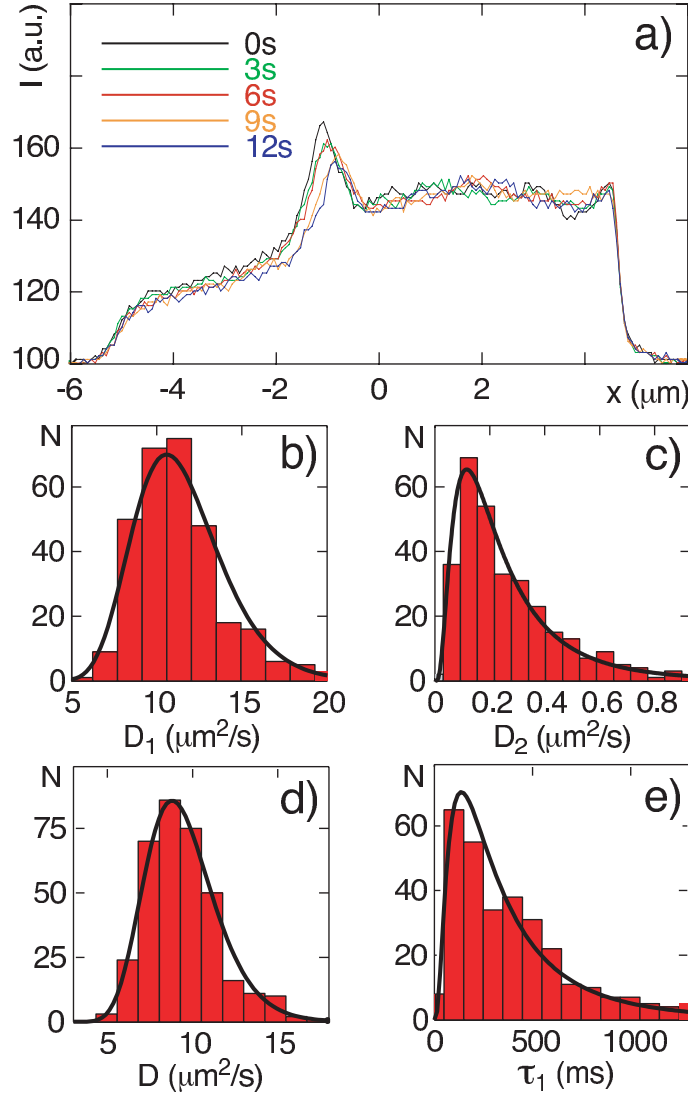 a)
I (a.u.)
0s
3s
6s
9s
12s
160
140
120
100
-6 -4 -2 0 2 x (μm)
b)
N
60
40
20
0
5 10 15 20
D₁ (μm²/s)
c)
N
60
40
20
0
0 0.2 0.4 0.6 0.8
D₂ (μm²/s)
d)
N
75
50
25
0
5 10 15
D (μm²/s)
e)
N
60
40
20
0
0 500 1000
τ₁ (ms)